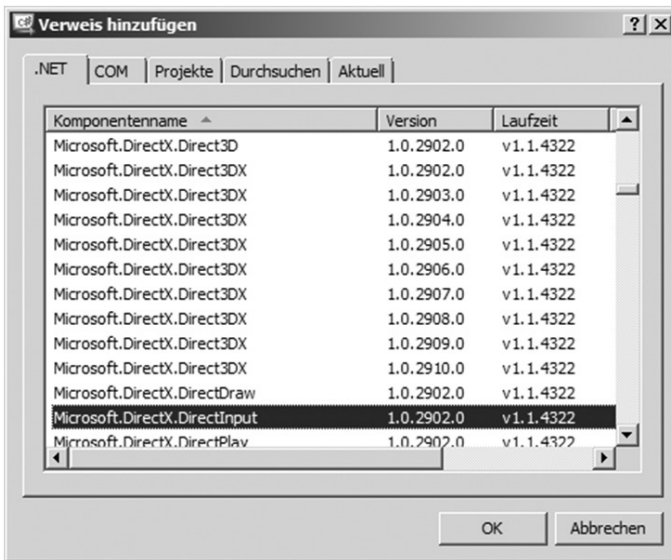 C# Verweis hinzufügen
.NET COM Projekte Durchsuchen Aktuell
Komponentenname Version Laufzeit
Microsoft.DirectX.Direct3D 1.0.2902.0 v1.1.4322
Microsoft.DirectX.Direct3DX 1.0.2902.0 v1.1.4322
Microsoft.DirectX.Direct3DX 1.0.2903.0 v1.1.4322
Microsoft.DirectX.Direct3DX 1.0.2904.0 v1.1.4322
Microsoft.DirectX.Direct3DX 1.0.2905.0 v1.1.4322
Microsoft.DirectX.Direct3DX 1.0.2906.0 v1.1.4322
Microsoft.DirectX.Direct3DX 1.0.2907.0 v1.1.4322
Microsoft.DirectX.Direct3DX 1.0.2908.0 v1.1.4322
Microsoft.DirectX.Direct3DX 1.0.2909.0 v1.1.4322
Microsoft.DirectX.Direct3DX 1.0.2910.0 v1.1.4322
Microsoft.DirectX.DirectDraw 1.0.2902.0 v1.1.4322
Microsoft.DirectX.DirectInput 1.0.2902.0 v1.1.4322
Microsoft.DirectX.DirectPlay 1.0.2902.0 v1.1.4322
OK Abbrechen